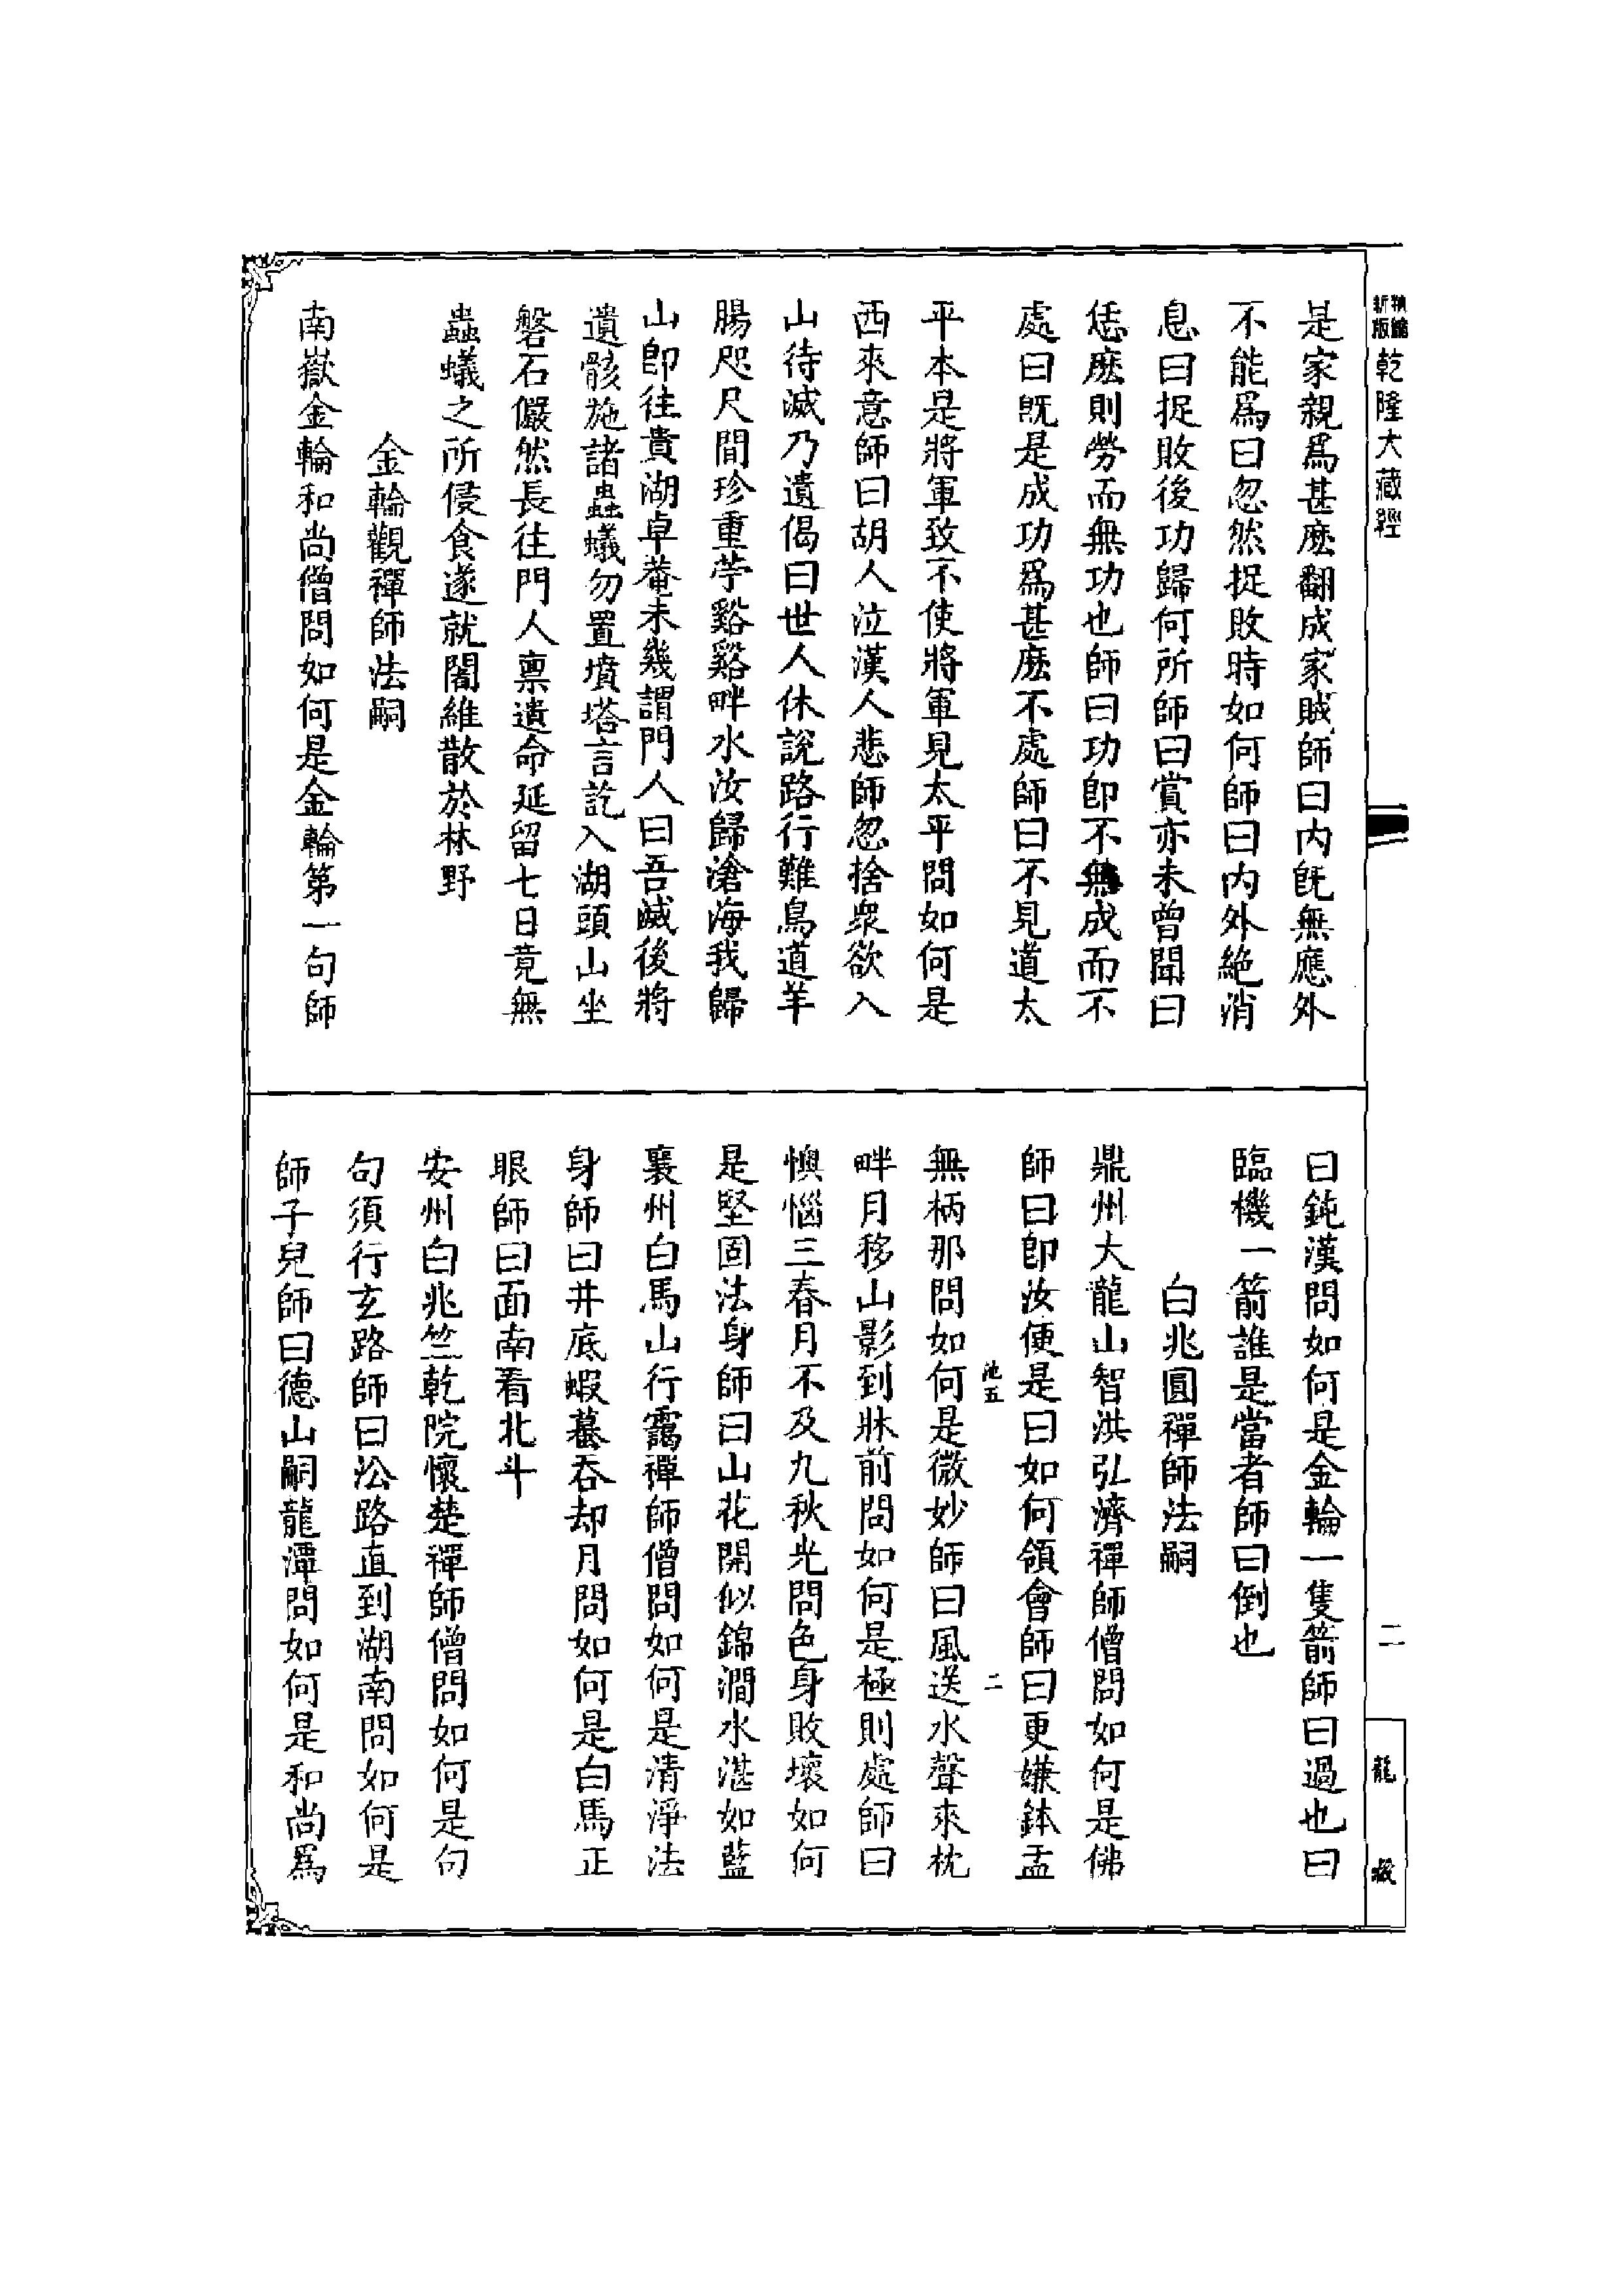 精縮
新版
乾隆大藏經
是家親爲甚麽翻成家賊師曰内旣無應外
不能爲曰忽然捉敗時如何師曰内外絶消
息曰捉敗後功歸何所師曰賞亦未曾聞曰
恁麽則勞而無功也師曰功卽不無成而不
處曰旣是成功爲甚麽不處師曰不見道太
平本是將軍致不使將軍見太平問如何是
西來意師曰胡人泣漢人悲師忽捨衆欲入
山待滅乃遺偈曰世人休說路行難鳥道羊
腸咫尺間珍重苧谿谿畔水汝歸滄海我歸
山卽往貴湖卓菴未幾謂門人曰吾滅後將
遺骸施諸蟲蟻勿置墳塔言訖入湖頭山坐
磐石儼然長往門人禀遺命延留七日竟無
蟲蟻之所侵食遂就闍維散於林野
金輪觀禪師法嗣
南嶽金輪和尚僧問如何是金輪第一句師
曰鈍漢問如何是金輪一隻箭師曰過也曰
臨機一箭誰是當者師曰倒也
白兆圓禪師法嗣
鼎州大龍山智洪弘濟禪師僧問如何是佛
師曰卽汝便是曰如何領會師曰更嫌鉢盂
池五 二
無柄那問如何是微妙師曰風送水聲來枕
畔月移山影到牀前問如何是極則處師曰
懊惱三春月不及九秋光問色身敗壞如何
是堅固法身師曰山花開似錦澗水湛如藍
襄州白馬山行靄禪師僧問如何是清淨法
身師曰井底蝦蟇吞却月問如何是白馬正
眼師曰面南看北斗
安州白兆竺乾院懷楚禪師僧問如何是句
句須行玄路師曰㳂路直到湖南問如何是
師子兒師曰德山嗣龍潭問如何是和尚爲
二
龍藏